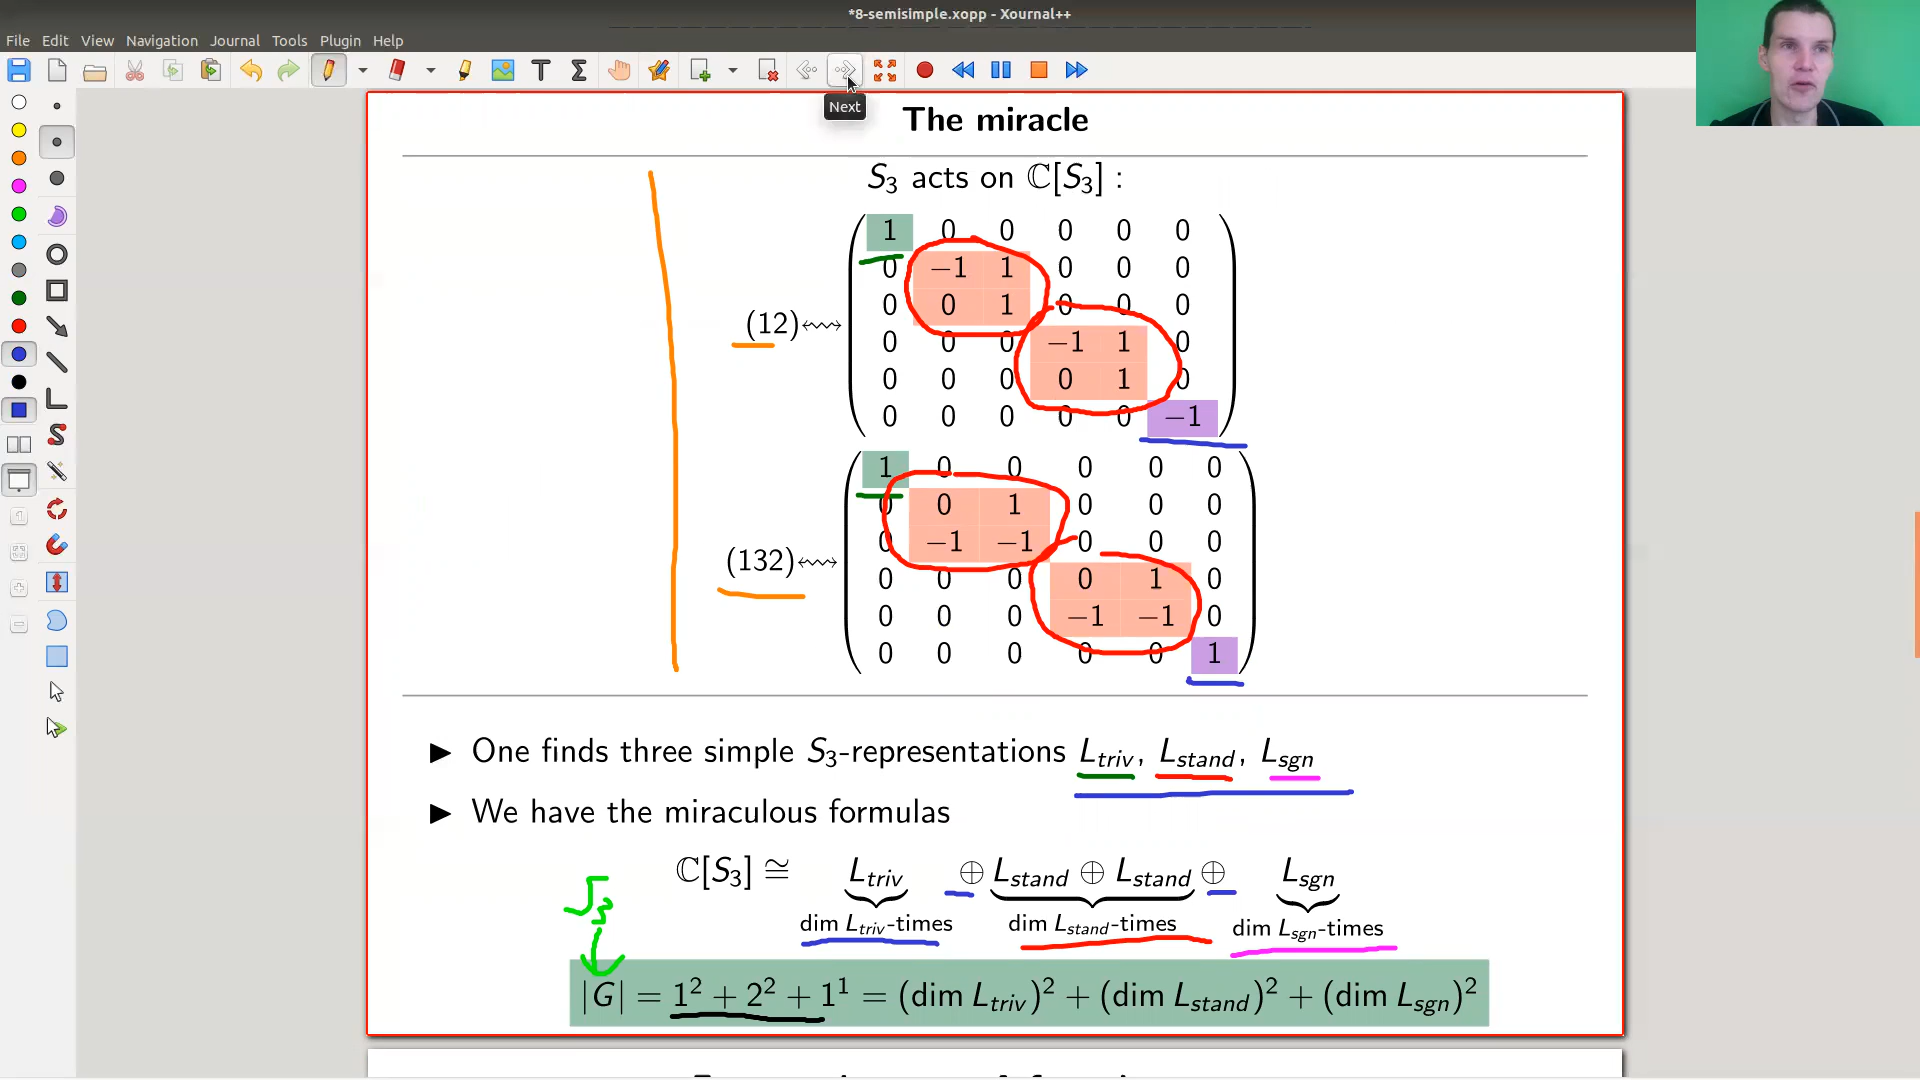 *8-semisimple.xopp - Xournal++
File Edit View Navigation Journal Tools Plugin Help
Next
The miracle
S₃ acts on ℂ[S₃] :
(12) ↭
1 0 0 0 0 0
0 −1 1 0 0 0
0 0 1 0 0 0
0 0 0 −1 1 0
0 0 0 0 1 0
0 0 0 0 0 −1
(132) ↭
1 0 0 0 0 0
0 0 1 0 0 0
0 −1 −1 0 0 0
0 0 0 0 1 0
0 0 0 −1 −1 0
0 0 0 0 0 1
▶ One finds three simple S₃-representations L_triv, L_stand, L_sgn
▶ We have the miraculous formulas
ℂ[S₃] ≅ L_triv ⊕ L_stand ⊕ L_stand ⊕ L_sgn
dim L_triv-times dim L_stand-times dim L_sgn-times
S₃
|G| = 1² + 2² + 1¹ = (dim L_triv)² + (dim L_stand)² + (dim L_sgn)²